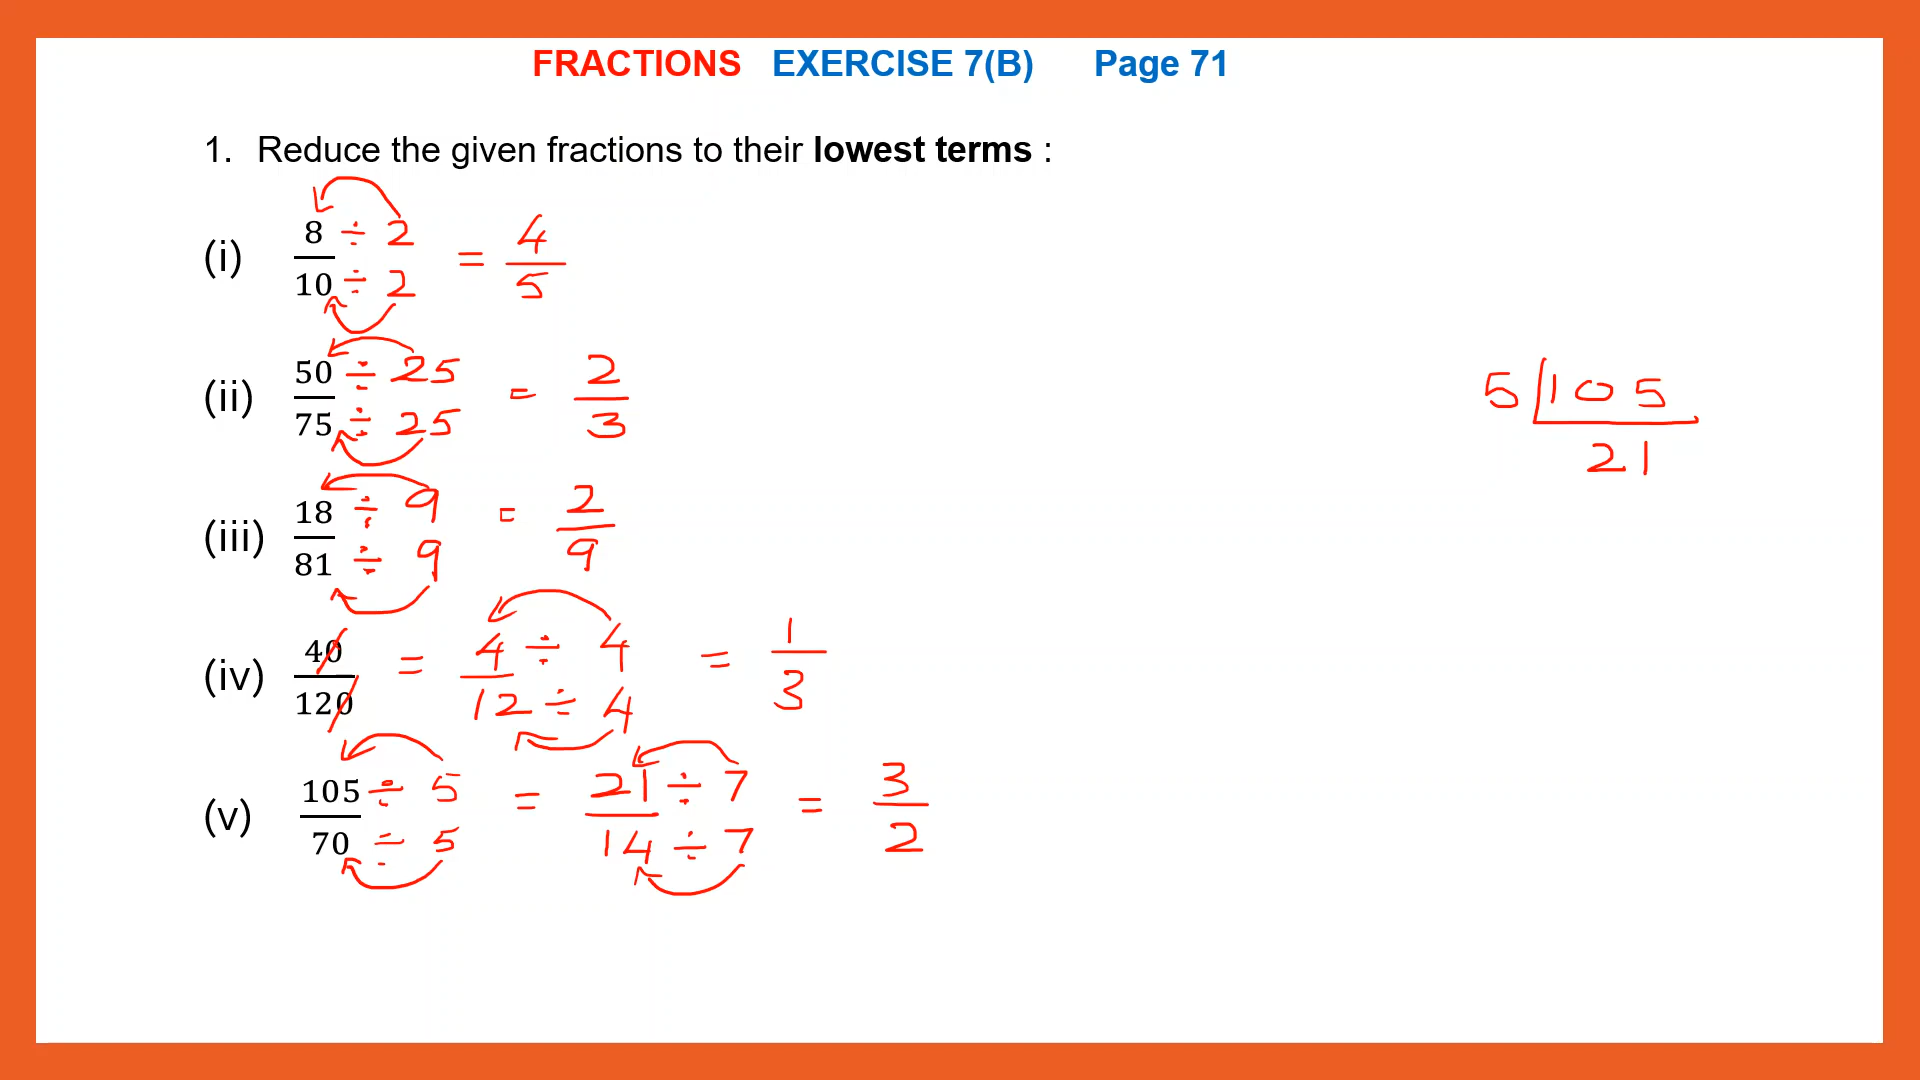 FRACTIONS EXERCISE 7(B) Page 71
1. Reduce the given fractions to their lowest terms :
(i) 8/10 ÷ 2/÷ 2 = 4/5
(ii) 50/75 ÷ 25/÷ 25 = 2/3
5 | 105
21
(iii) 18/81 ÷ 9/÷ 9 = 2/9
(iv) 40/120 = 4/12 ÷ 4/÷ 4 = 1/3
(v) 105/70 ÷ 5/÷ 5 = 21/14 ÷ 7/÷ 7 = 3/2